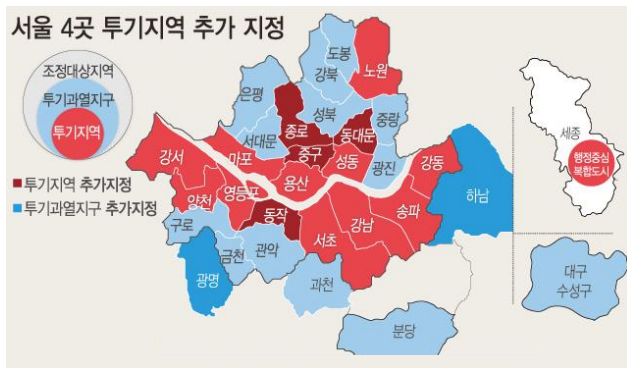 서울 4곳 투기지역 추가 지정
조정대상지역
투기과열지구
투기지역
투기지역 추가지정
투기과열지구 추가지정
도봉
노원
강북
은평
성북
중랑
종로
동대문
서대문
강서
마포
중구
성동
광진
강동
하남
양천
영등포
용산
동작
서초
강남
송파
구로
금천
관악
광명
과천
분당
세종
행정중심
복합도시
대구
수성구